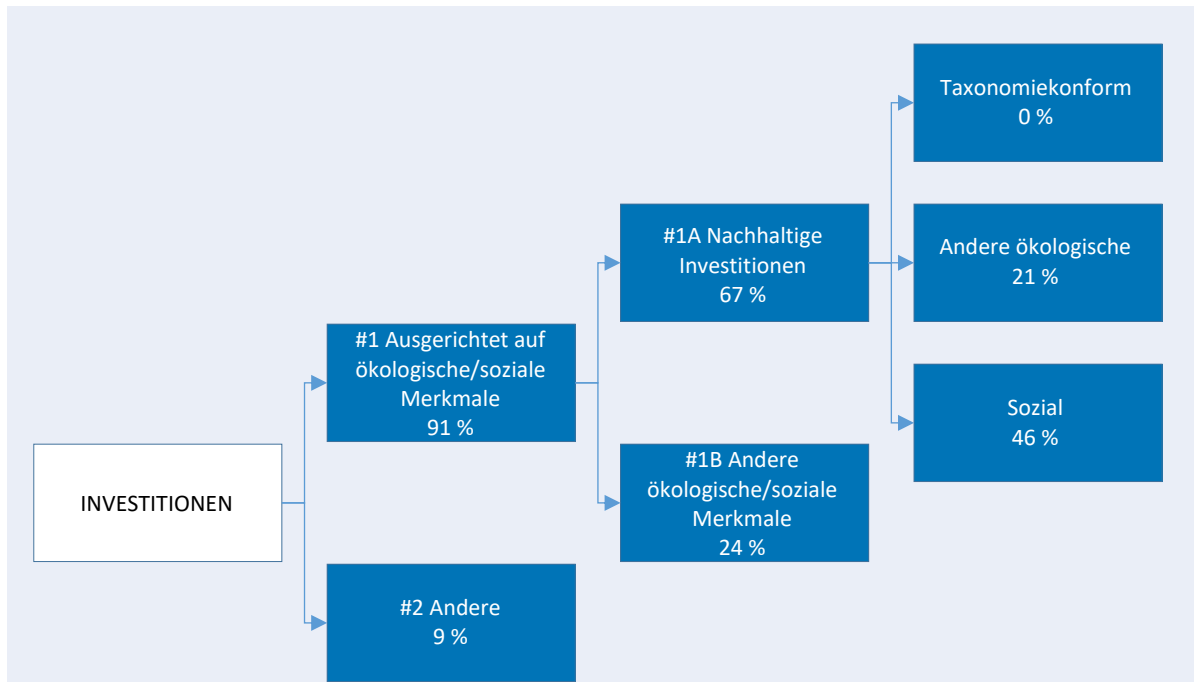 INVESTITIONEN
#1 Ausgerichtet auf
ökologische/soziale
Merkmale
91 %
#2 Andere
9 %
#1A Nachhaltige
Investitionen
67 %
#1B Andere
ökologische/soziale
Merkmale
24 %
Taxonomiekonform
0 %
Andere ökologische
21 %
Sozial
46 %